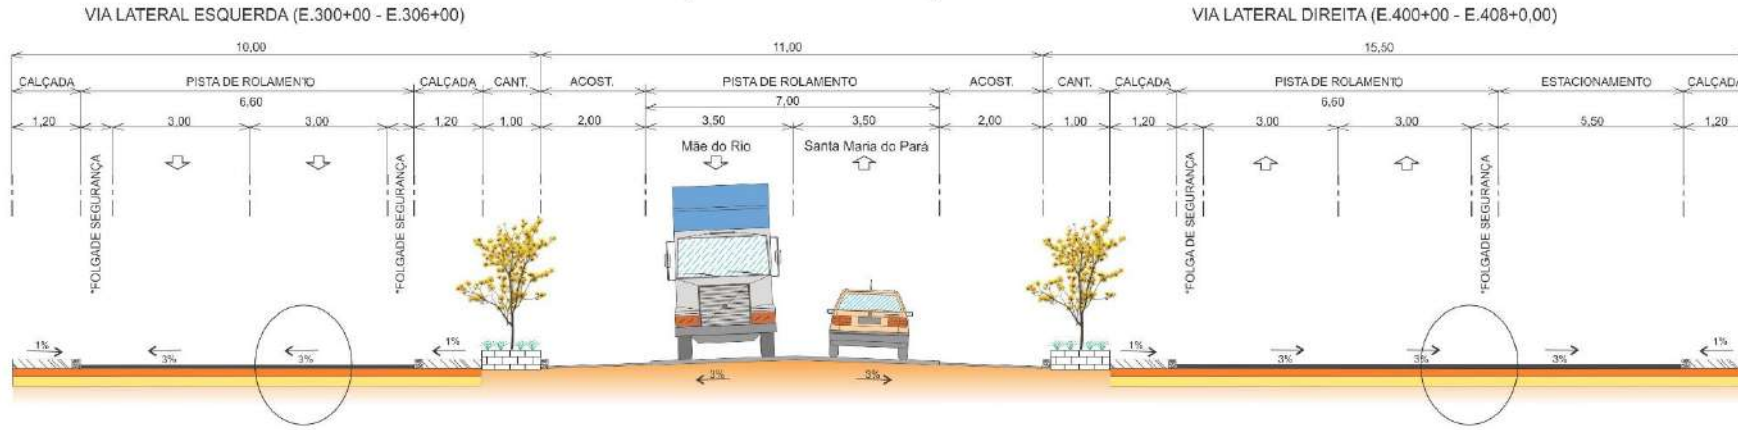 VIA LATERAL ESQUERDA (E.300+00 - E.306+00)
VIA LATERAL DIREITA (E.400+00 - E.408+0,00)
10,00 11,00 15,50
CALÇADA PISTA DE ROLAMENTO CALÇADA CANT. ACOST. PISTA DE ROLAMENTO ACOST. CANT. CALÇADA PISTA DE ROLAMENTO ESTACIONAMENTO CALÇADA
6,60 7,00 6,60
1,20 3,00 3,00 1,20 1,00 2,00 3,50 3,50 2,00 1,00 1,20 3,00 3,00 5,50 1,20
Mãe do Rio Santa Maria do Pará
*FOLGADE SEGURANÇA
*FOLGADE SEGURANÇA
*FOLGA DE SEGURANÇA
*FOLGADE SEGURANÇA
1% 3% 3% 1% 3% 3% 1% 3% 3% 3% 1%